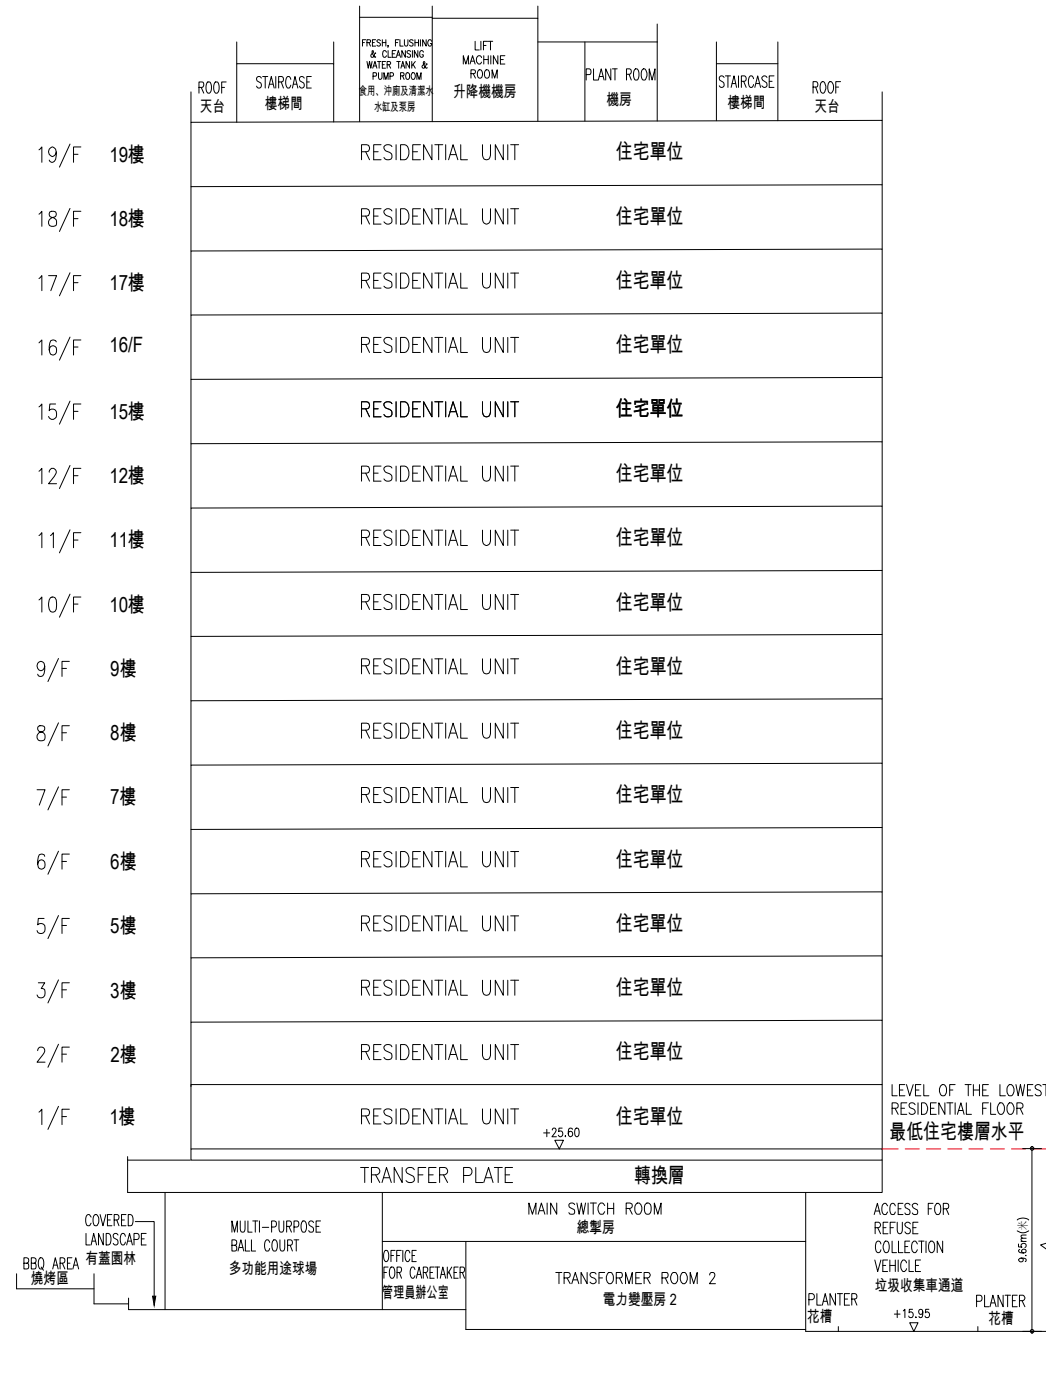 FRESH, FLUSHING
& CLEANSING
WATER TANK &
PUMP ROOM
食用、沖廁及清潔水
水缸及泵房
LIFT
MACHINE
ROOM
升降機機房
ROOF
天台
STAIRCASE
樓梯間
PLANT ROOM
機房
STAIRCASE
樓梯間
ROOF
天台
19/F 19樓 RESIDENTIAL UNIT 住宅單位
18/F 18樓 RESIDENTIAL UNIT 住宅單位
17/F 17樓 RESIDENTIAL UNIT 住宅單位
16/F 16/F RESIDENTIAL UNIT 住宅單位
15/F 15樓 RESIDENTIAL UNIT 住宅單位
12/F 12樓 RESIDENTIAL UNIT 住宅單位
11/F 11樓 RESIDENTIAL UNIT 住宅單位
10/F 10樓 RESIDENTIAL UNIT 住宅單位
9/F 9樓 RESIDENTIAL UNIT 住宅單位
8/F 8樓 RESIDENTIAL UNIT 住宅單位
7/F 7樓 RESIDENTIAL UNIT 住宅單位
6/F 6樓 RESIDENTIAL UNIT 住宅單位
5/F 5樓 RESIDENTIAL UNIT 住宅單位
3/F 3樓 RESIDENTIAL UNIT 住宅單位
2/F 2樓 RESIDENTIAL UNIT 住宅單位
1/F 1樓 RESIDENTIAL UNIT 住宅單位
+25.60
LEVEL OF THE LOWEST
RESIDENTIAL FLOOR
最低住宅樓層水平
TRANSFER PLATE 轉換層
COVERED
LANDSCAPE
有蓋園林
BBQ AREA
燒烤區
MULTI-PURPOSE
BALL COURT
多功能用途球場
MAIN SWITCH ROOM
總掣房
OFFICE
FOR CARETAKER
管理員辦公室
TRANSFORMER ROOM 2
電力變壓房 2
ACCESS FOR
REFUSE
COLLECTION
VEHICLE
垃圾收集車通道
PLANTER
花槽
+15.95
PLANTER
花槽
9.65m(米)